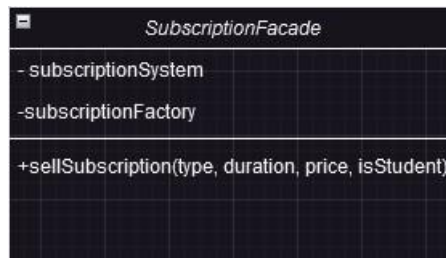 SubscriptionFacade
- subscriptionSystem
-subscriptionFactory
+sellSubscription(type, duration, price, isStudent)